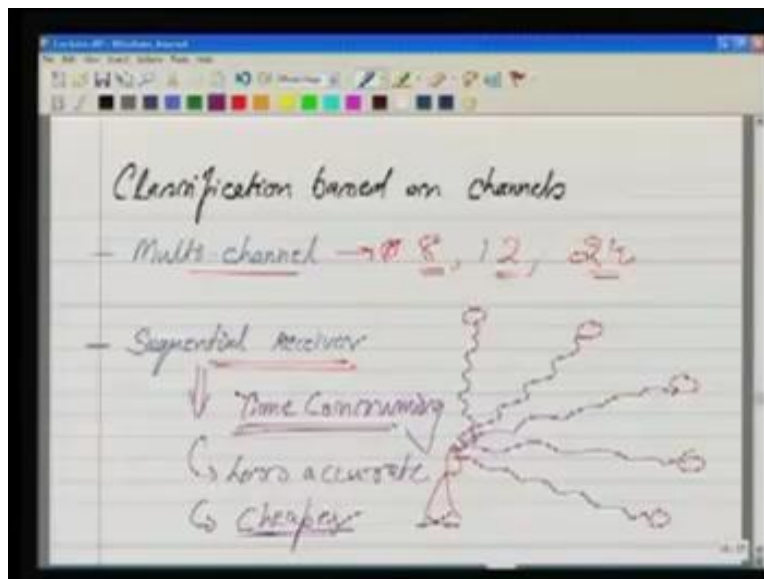 Classification based on channels
- Multi-channel → 8, 12, 24
- Sequential receiver
Time Consuming
Less accurate
Cheaper